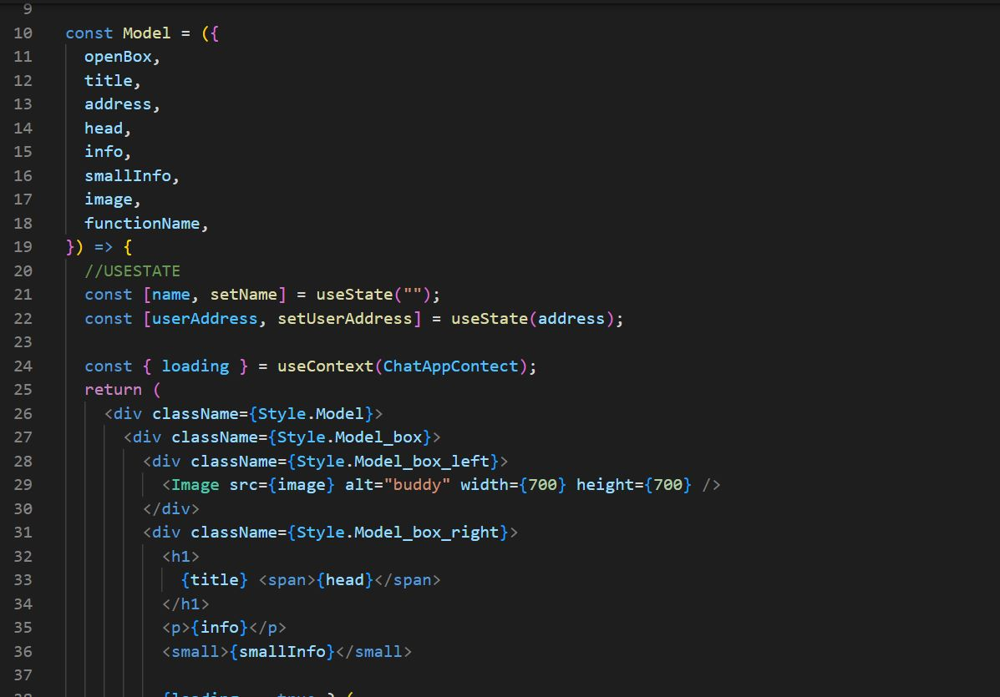 9
10 const Model = ({
11   openBox,
12   title,
13   address,
14   head,
15   info,
16   smallInfo,
17   image,
18   functionName,
19 }) => {
20   //USESTATE
21   const [name, setName] = useState("");
22   const [userAddress, setUserAddress] = useState(address);
23
24   const { loading } = useContext(ChatAppContect);
25   return (
26     <div className={Style.Model}>
27       <div className={Style.Model_box}>
28         <div className={Style.Model_box_left}>
29           <Image src={image} alt="buddy" width={700} height={700} />
30         </div>
31         <div className={Style.Model_box_right}>
32           <h1>
33             {title} <span>{head}</span>
34           </h1>
35           <p>{info}</p>
36           <small>{smallInfo}</small>
37